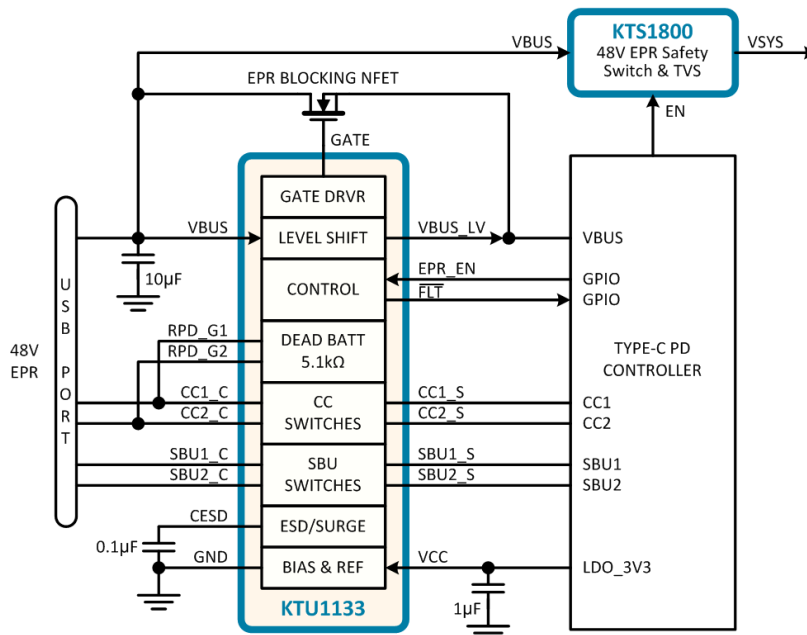 KTS1800
48V EPR Safety
Switch & TVS
VBUS
VSYS
EN
EPR BLOCKING NFET
GATE
GATE DRVR
VBUS
LEVEL SHIFT
VBUS_LV
VBUS
10µF
CONTROL
EPR_EN
GPIO
FLT
GPIO
USB PORT
48V
EPR
RPD_G1
RPD_G2
DEAD BATT
5.1kΩ
TYPE-C PD
CONTROLLER
CC1_C
CC2_C
CC
SWITCHES
CC1_S
CC2_S
CC1
CC2
SBU1_C
SBU2_C
SBU
SWITCHES
SBU1_S
SBU2_S
SBU1
SBU2
CESD
ESD/SURGE
0.1µF
GND
BIAS & REF
VCC
LDO_3V3
1µF
KTU1133